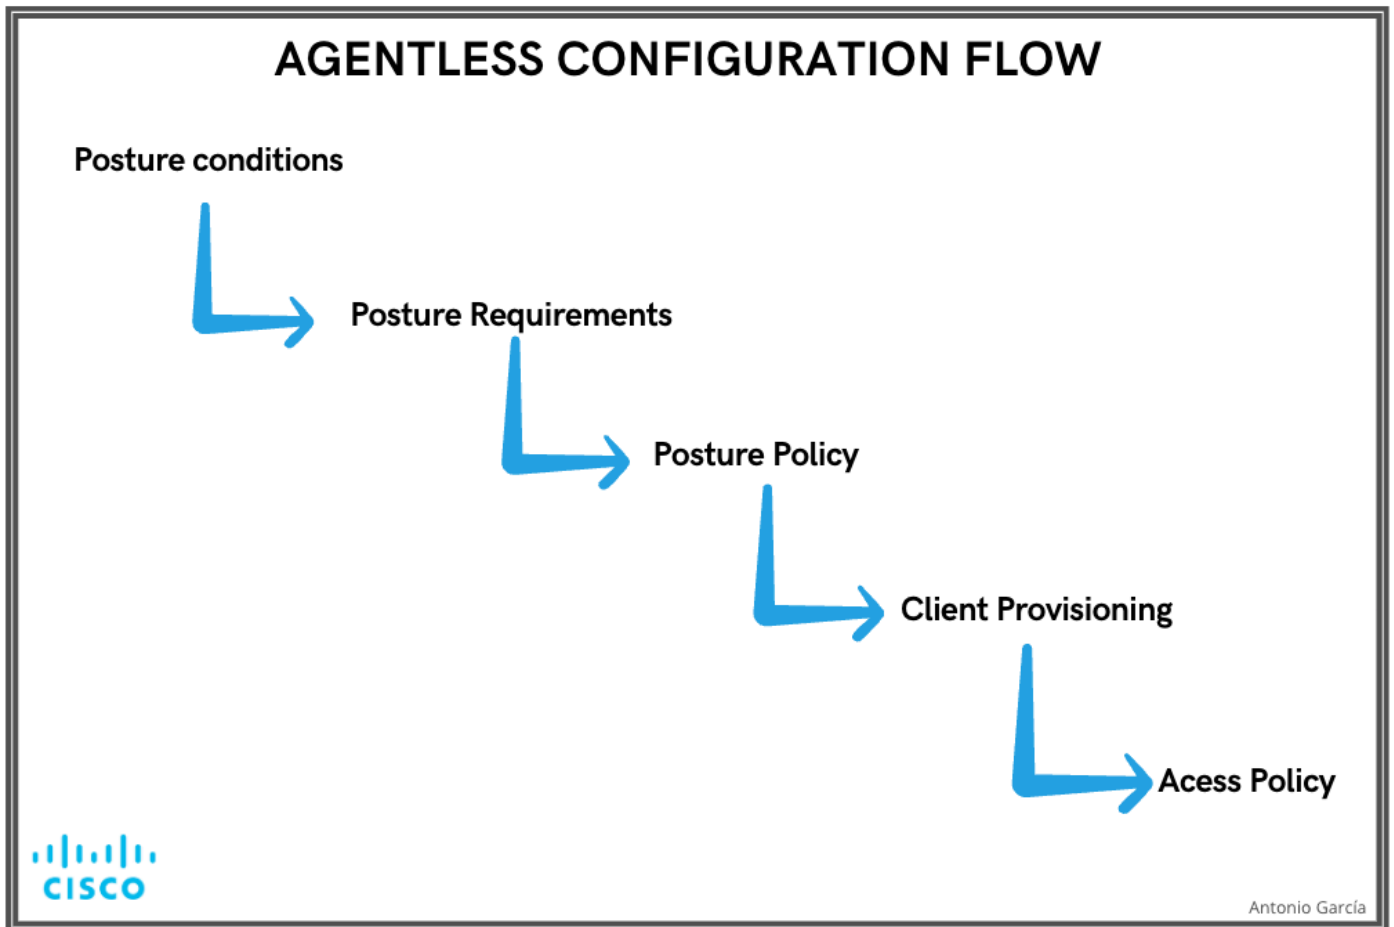 AGENTLESS CONFIGURATION FLOW
Posture conditions
Posture Requirements
Posture Policy
Client Provisioning
Acess Policy
CISCO
Antonio García